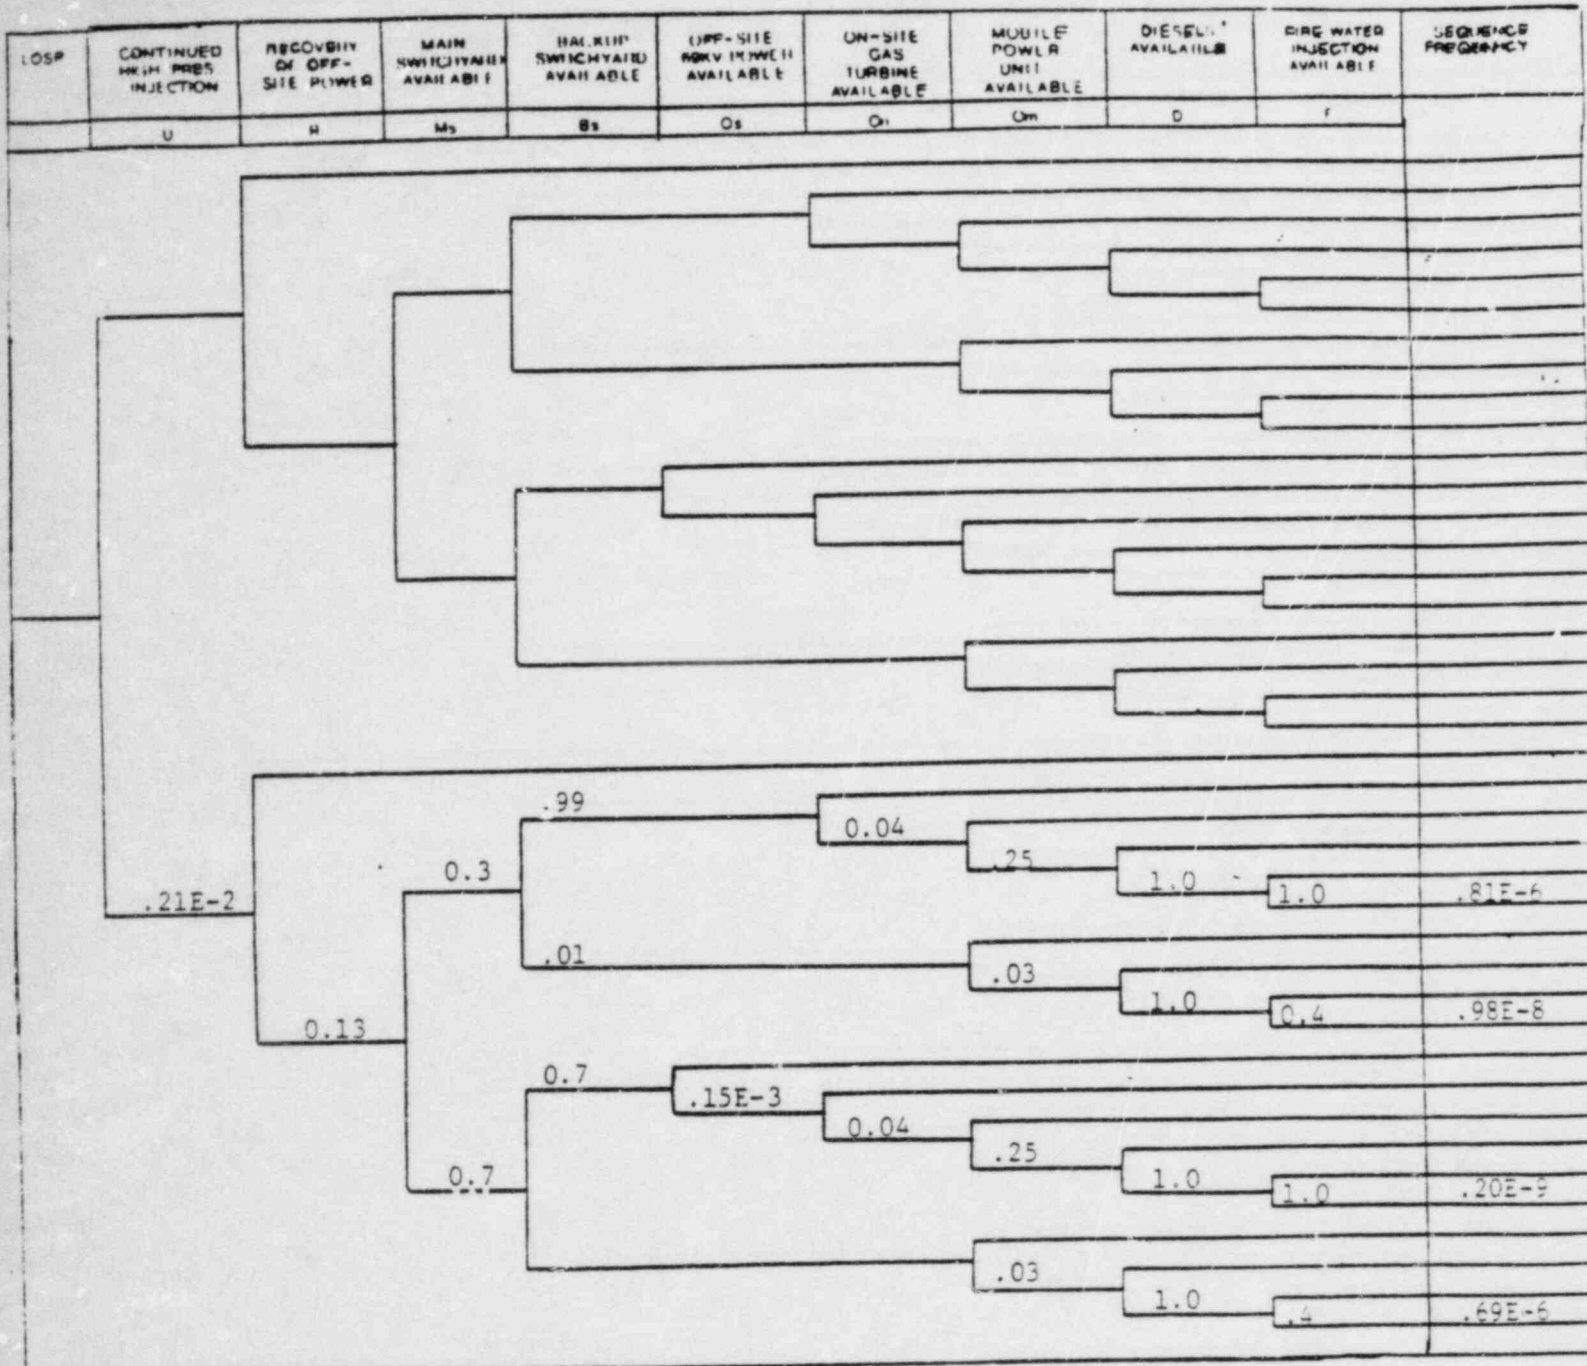 LOSP
CONTINUED
HIGH PRES
INJECTION
RECOVERY
OF OFF-
SITE POWER
MAIN
SWITCHYARD
AVAILABLE
BACKUP
SWITCHYARD
AVAILABLE
OFF-SITE
POWER
AVAILABLE
ON-SITE
GAS
TURBINE
AVAILABLE
MOBILE
POWER
UNIT
AVAILABLE
DIESELS
AVAILABLE
FIRE WATER
INJECTION
AVAILABLE
SEQUENCE
FREQUENCY
U
Ms
Bs
Os
Om
D
F
.99
0.04
0.3
.25
1.0
1.0
.81E-6
.21E-2
.01
.03
1.0
0.4
.98E-8
0.13
0.7
.15E-3
0.04
.25
0.7
1.0
1.0
.20E-9
.03
1.0
.4
.69E-6